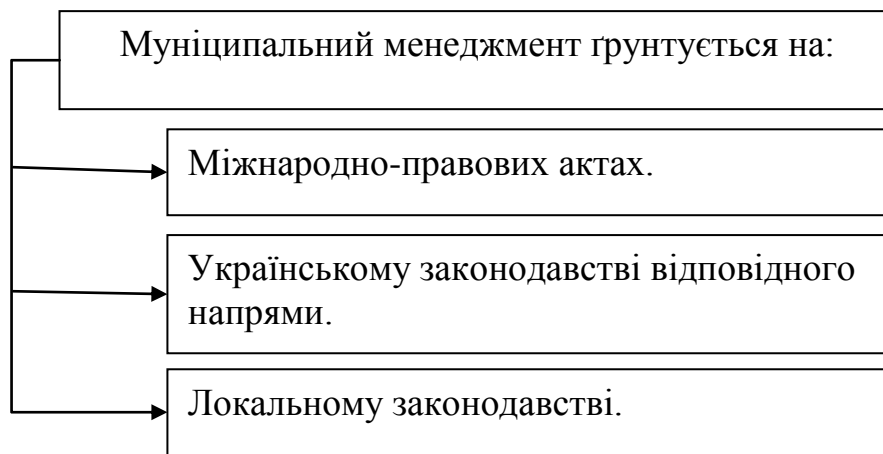 Муніципальний менеджмент ґрунтується на:
Міжнародно-правових актах.
Українському законодавстві відповідного
напрями.
Локальному законодавстві.